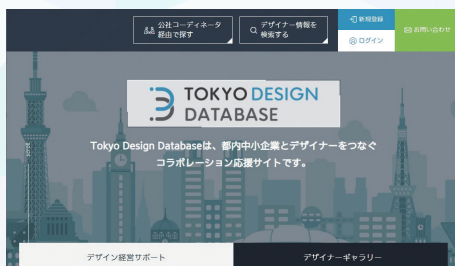 公社コーディネータ
経由で探す
デザイナー情報を
検索する
新規登録
ログイン
お問い合わせ
TOKYO DESIGN
DATABASE
Tokyo Design Databaseは、都内中小企業とデザイナーをつなぐ
コラボレーション応援サイトです。
デザイン経営サポート
デザイナーギャラリー